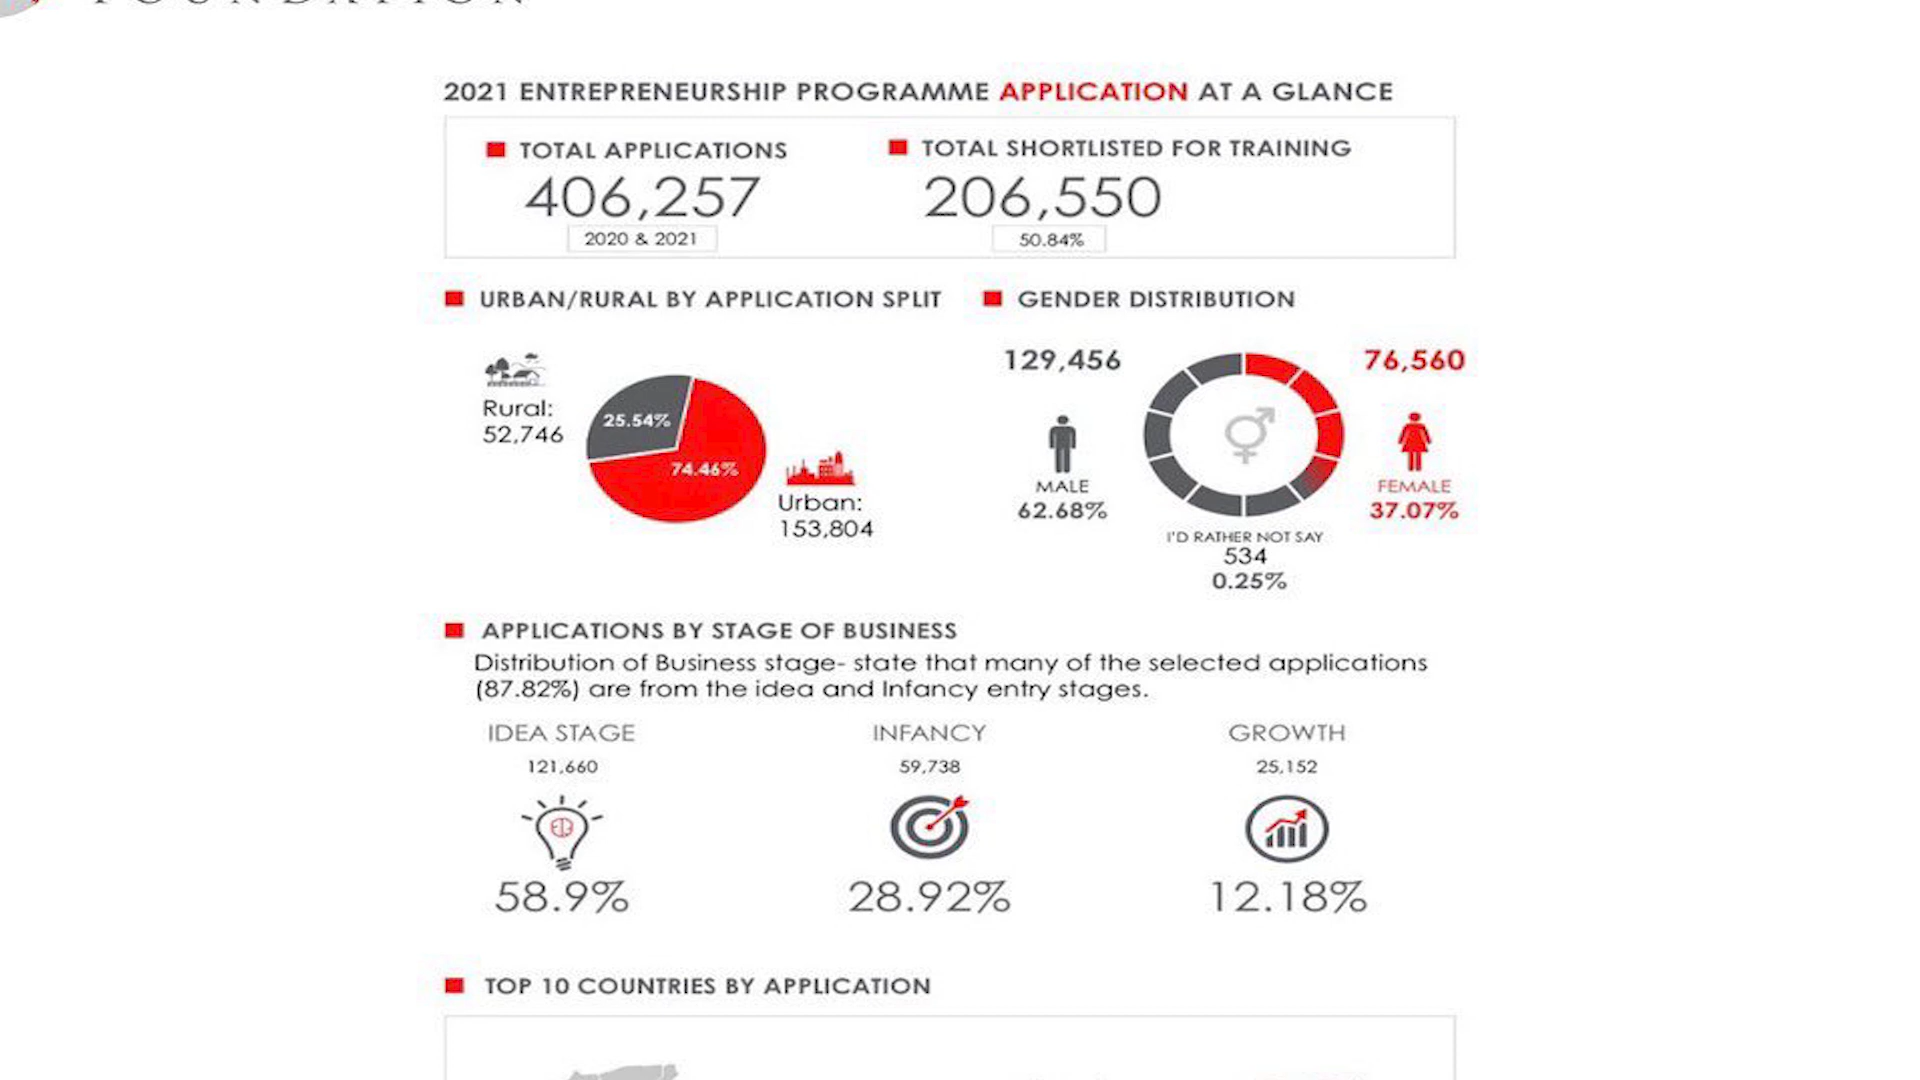 FOUNDATION
2021 ENTREPRENEURSHIP PROGRAMME APPLICATION AT A GLANCE
TOTAL APPLICATIONS
406,257
2020 & 2021
TOTAL SHORTLISTED FOR TRAINING
206,550
50.84%
URBAN/RURAL BY APPLICATION SPLIT
Rural:
52,746
25.54%
74.46%
Urban:
153,804
GENDER DISTRIBUTION
129,456
MALE
62.68%
76,560
FEMALE
37.07%
I'D RATHER NOT SAY
534
0.25%
APPLICATIONS BY STAGE OF BUSINESS
Distribution of Business stage- state that many of the selected applications
(87.82%) are from the idea and Infancy entry stages.
IDEA STAGE
121,660
58.9%
INFANCY
59,738
28.92%
GROWTH
25,152
12.18%
TOP 10 COUNTRIES BY APPLICATION